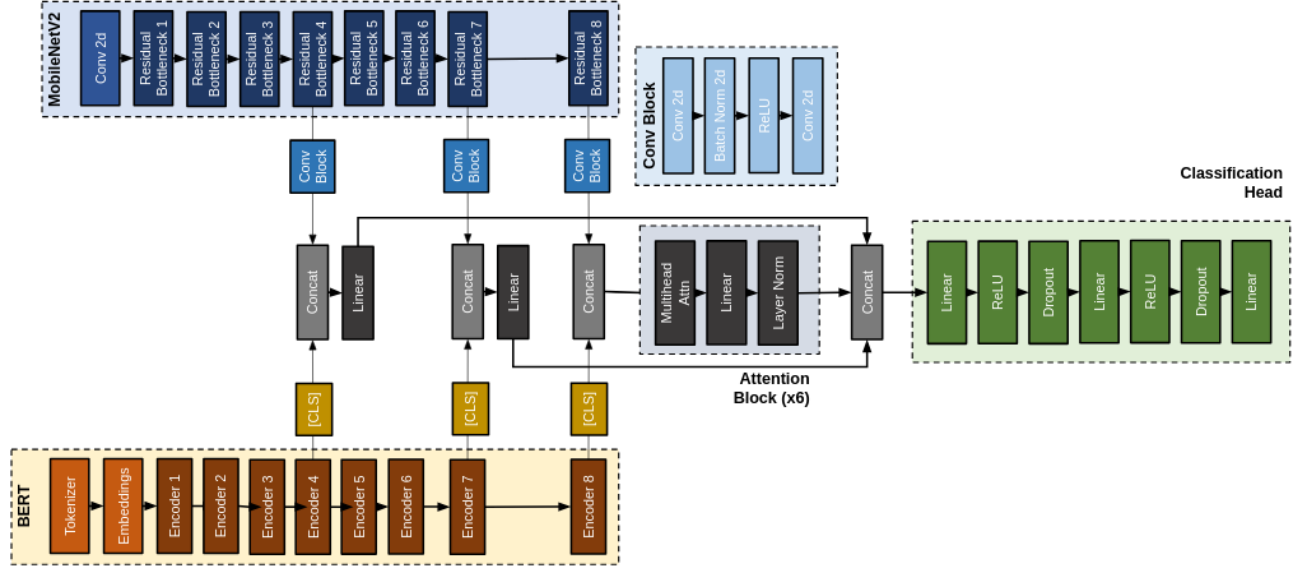 MobileNetV2
Conv 2d
Residual
Bottleneck 1
Residual
Bottleneck 2
Residual
Bottleneck 3
Residual
Bottleneck 4
Residual
Bottleneck 5
Residual
Bottleneck 6
Residual
Bottleneck 7
Residual
Bottleneck 8
Conv
Block
Conv
Block
Conv
Block
Conv Block
Conv 2d
Batch Norm 2d
ReLU
Conv 2d
Concat
Linear
Concat
Linear
Concat
Multihead
Attn
Linear
Layer Norm
Attention
Block (x6)
Concat
Classification
Head
Linear
ReLU
Dropout
Linear
ReLU
Dropout
Linear
[CLS]
[CLS]
[CLS]
BERT
Tokenizer
Embeddings
Encoder 1
Encoder 2
Encoder 3
Encoder 4
Encoder 5
Encoder 6
Encoder 7
Encoder 8